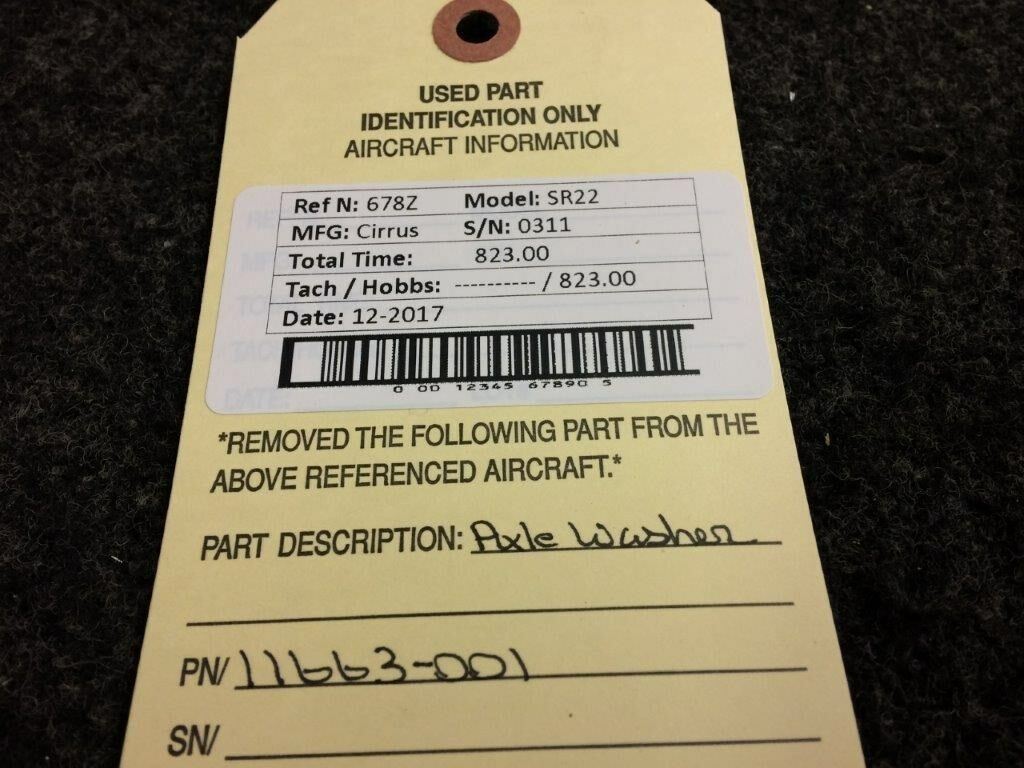 USED PART
IDENTIFICATION ONLY
AIRCRAFT INFORMATION
Ref N: 678Z Model: SR22
MFG: Cirrus S/N: 0311
Total Time: 823.00
Tach / Hobbs: ---------- / 823.00
Date: 12-2017
0 00 12345 67890 5
*REMOVED THE FOLLOWING PART FROM THE
ABOVE REFERENCED AIRCRAFT.*
PART DESCRIPTION: Axle Washer
PN/ 11663-001
SN/